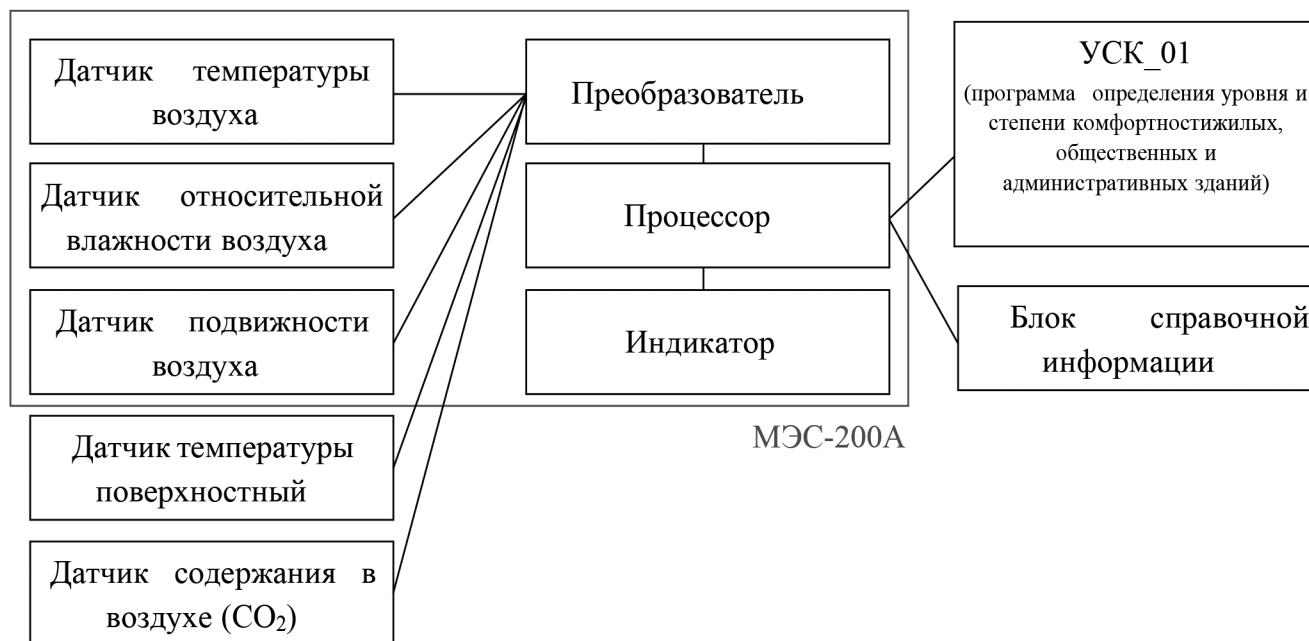 Датчик температуры
воздуха
Датчик относительной
влажности воздуха
Датчик подвижности
воздуха
Датчик температуры
поверхностный
Датчик содержания в
воздухе (CO₂)
Преобразователь
Процессор
Индикатор
МЭС-200А
УСК_01
(программа определения уровня и
степени комфортностижилых,
общественных и
административных зданий)
Блок справочной
информации